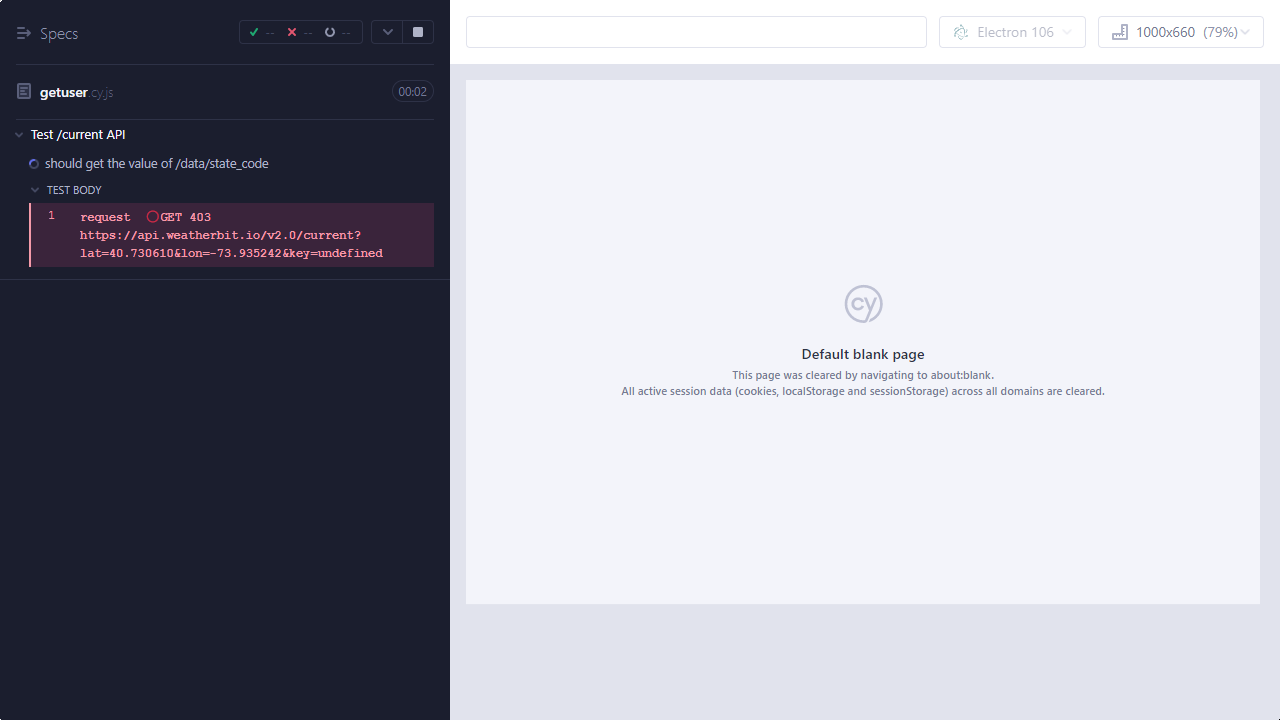 Specs
-- -- --
getuser.cy.js
00:02
Test /current API
should get the value of /data/state_code
TEST BODY
1 request GET 403
https://api.weatherbit.io/v2.0/current?
lat=40.730610&lon=-73.935242&key=undefined
Electron 106
1000x660 (79%)
cy
Default blank page
This page was cleared by navigating to about:blank.
All active session data (cookies, localStorage and sessionStorage) across all domains are cleared.